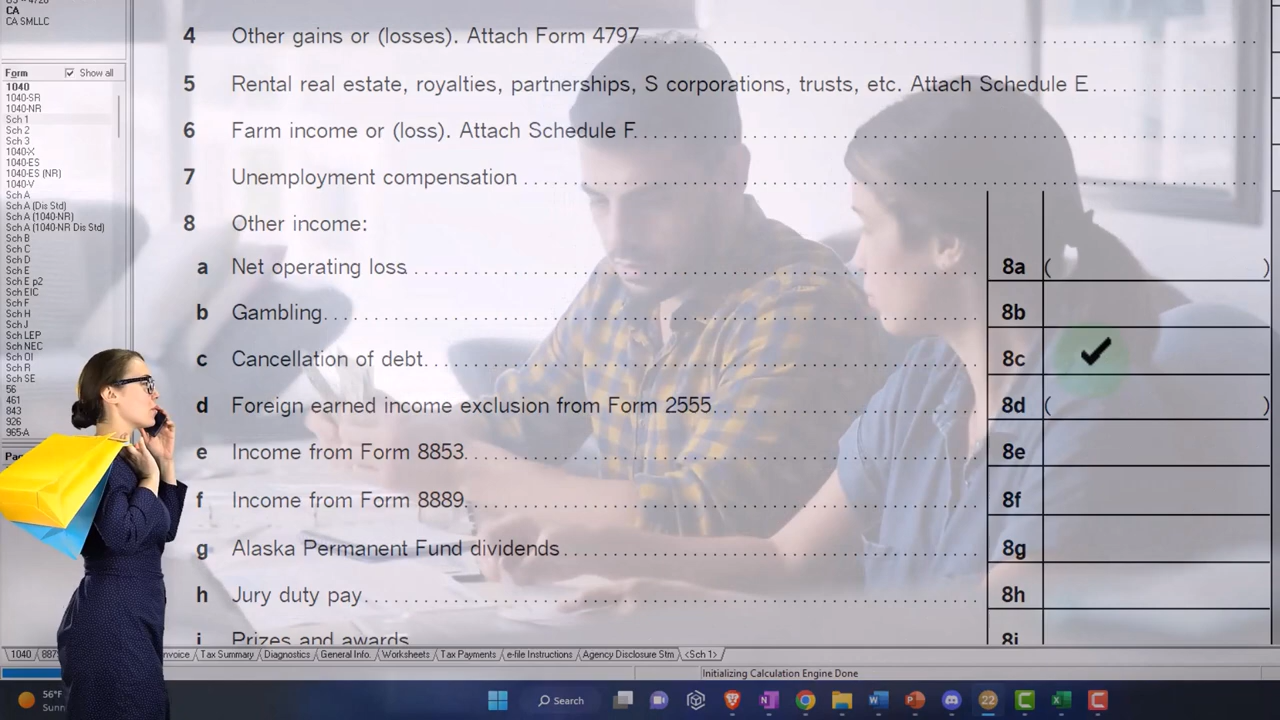 CA
CA SMLLC
Form Show all
1040
1040-SR
1040-NR
Sch 1
Sch 2
Sch 3
1040-X
1040-ES
1040-ES (NR)
1040-V
Sch A
Sch A (Dis Std)
Sch A (1040-NR)
Sch A (1040-NR Dis Std)
Sch B
Sch C
Sch D
Sch E
Sch E p2
Sch EIC
Sch F
Sch H
Sch J
Sch LEP
Sch NEC
Sch OI
Sch R
Sch SE
56
461
843
926
965-A
4 Other gains or (losses). Attach Form 4797
5 Rental real estate, royalties, partnerships, S corporations, trusts, etc. Attach Schedule E
6 Farm income or (loss). Attach Schedule F
7 Unemployment compensation
8 Other income:
a Net operating loss 8a ( )
b Gambling 8b
c Cancellation of debt 8c ✔
d Foreign earned income exclusion from Form 2555 8d ( )
e Income from Form 8853 8e
f Income from Form 8889 8f
g Alaska Permanent Fund dividends 8g
h Jury duty pay 8h
i Prizes and awards 8i
1040 Tax Summary Diagnostics General Info. Worksheets Tax Payments e-file Instructions Agency Disclosure Stm <Sch 1>
Initializing Calculation Engine Done
56°F
Search
22